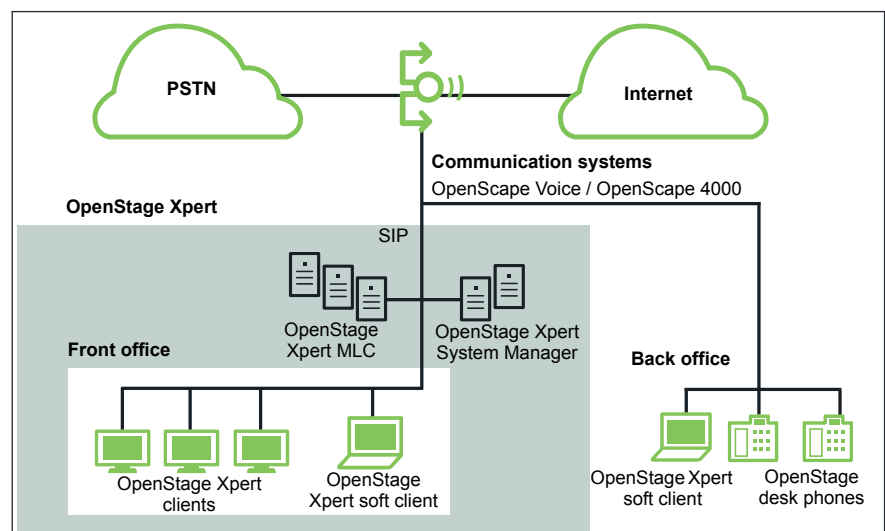 PSTN
Internet
Communication systems
OpenScape Voice / OpenScape 4000
OpenStage Xpert
SIP
OpenStage
Xpert MLC
OpenStage Xpert
System Manager
Front office
Back office
OpenStage Xpert
clients
OpenStage
Xpert soft client
OpenStage Xpert
soft client
OpenStage
desk phones